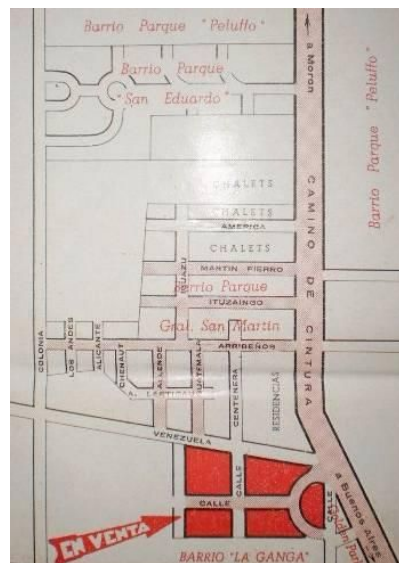 Barrio Parque "Peluffo"
a Moron
Barrio Parque
"San Eduardo"
Barrio Parque "Peluffo"
CHALETS
CHALETS
AMERICA
CHALETS
CAMINO DE CINTURA
MARTIN FIERRO
IGUAZU
Barrio Parque
ITUZAINGO
Gral. San Martin
ARRIBEÑOS
COLONIA
LOS ANDES
ALICANTE
CHENAUT
ALLENDE
GUATEMALA
CENTENERA
RESIDENCIAS
VENEZUELA
CALLE
CALLE
CALLE
a Buenos Aires
EN VENTA
BARRIO "LA GANGA"